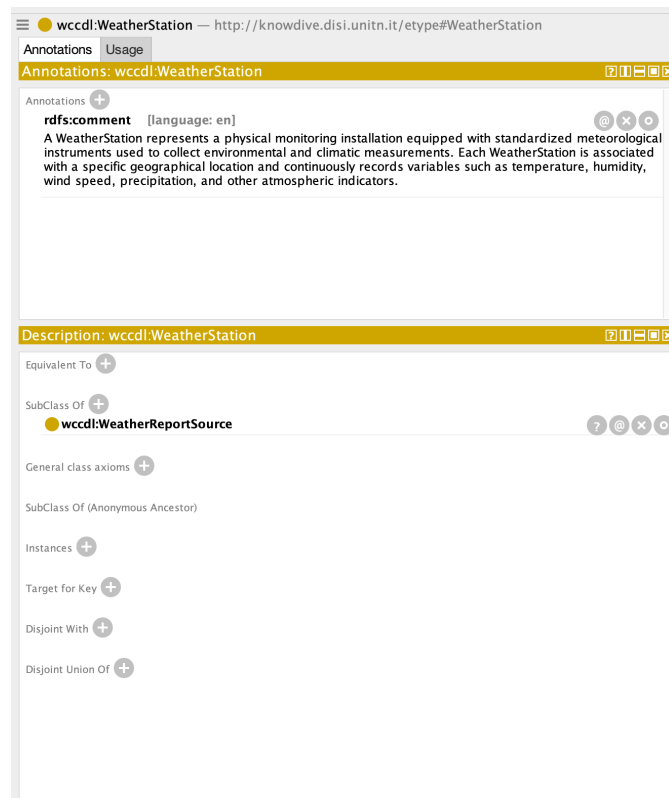 wccdl:WeatherStation — http://knowdive.disi.unitn.it/etype#WeatherStation
Annotations Usage
Annotations: wccdl:WeatherStation
Annotations
rdfs:comment [language: en]
A WeatherStation represents a physical monitoring installation equipped with standardized meteorological
instruments used to collect environmental and climatic measurements. Each WeatherStation is associated
with a specific geographical location and continuously records variables such as temperature, humidity,
wind speed, precipitation, and other atmospheric indicators.
Description: wccdl:WeatherStation
Equivalent To
SubClass Of
wccdl:WeatherReportSource
General class axioms
SubClass Of (Anonymous Ancestor)
Instances
Target for Key
Disjoint With
Disjoint Union Of